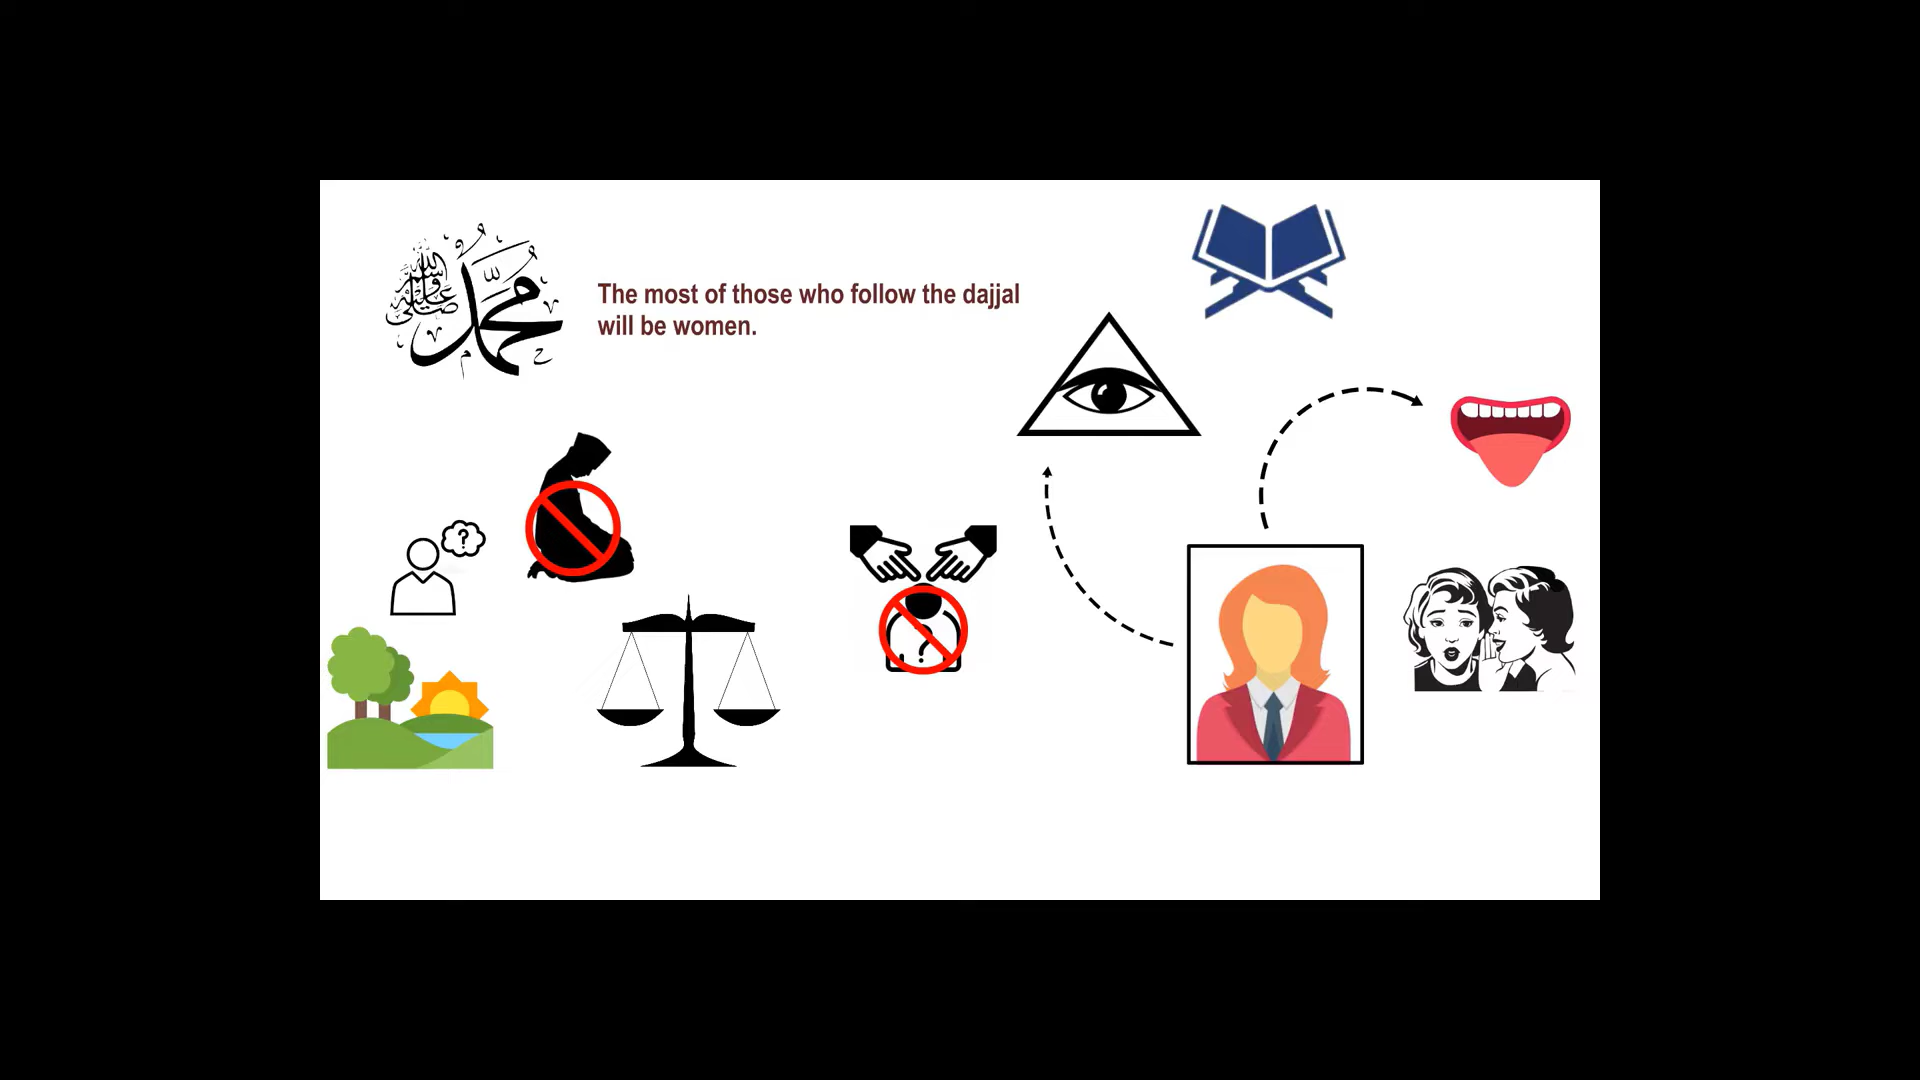 محمد صلى الله عليه وسلم
The most of those who follow the dajjal
will be women.
?
?